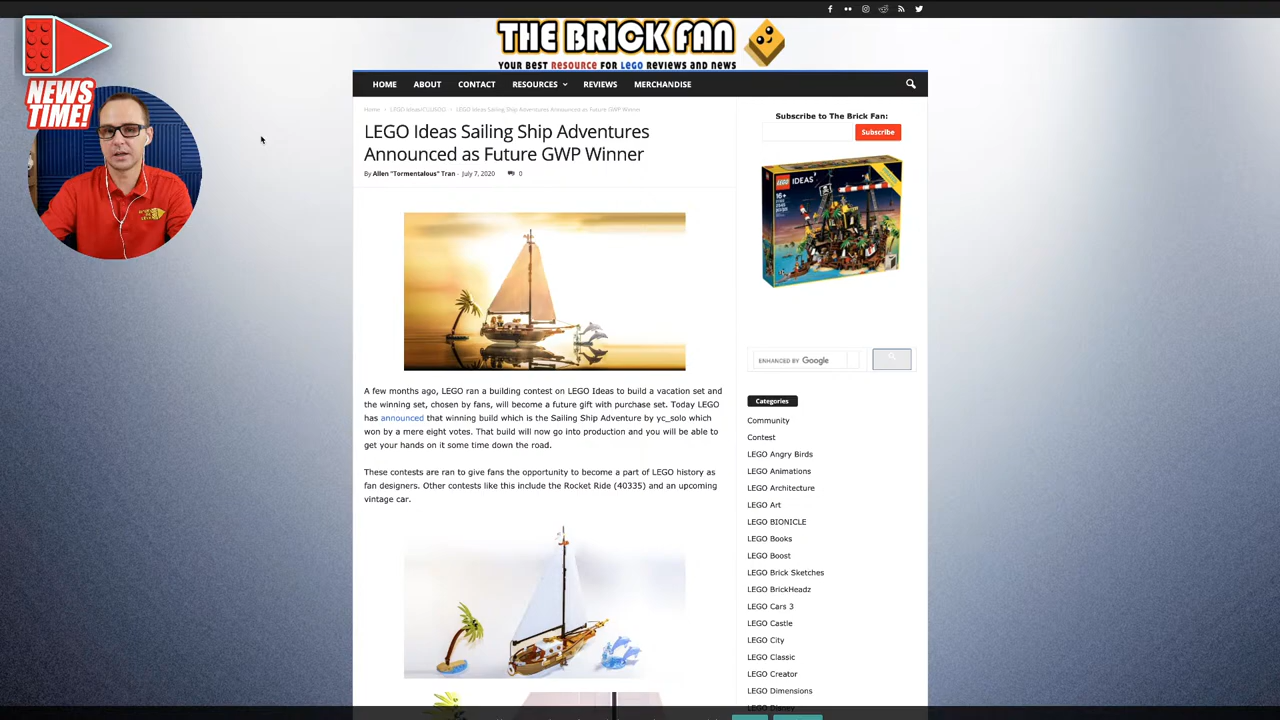 THE BRICK FAN
YOUR BEST RESOURCE FOR LEGO REVIEWS AND NEWS
NEWS TIME!
HOME ABOUT CONTACT RESOURCES REVIEWS MERCHANDISE
Home LEGO Ideas/CUUSOO LEGO Ideas Sailing Ship Adventures Announced as Future GWP Winner
LEGO Ideas Sailing Ship Adventures
Announced as Future GWP Winner
By Allen "Tormentalous" Tran - July 7, 2020 0
A few months ago, LEGO ran a building contest on LEGO Ideas to build a vacation set and
the winning set, chosen by fans, will become a future gift with purchase set. Today LEGO
has announced that winning build which is the Sailing Ship Adventure by yc_solo which
won by a mere eight votes. That build will now go into production and you will be able to
get your hands on it some time down the road.
These contests are ran to give fans the opportunity to become a part of LEGO history as
fan designers. Other contests like this include the Rocket Ride (40335) and an upcoming
vintage car.
Subscribe to The Brick Fan:
Subscribe
LEGO IDEAS
16+
ENHANCED BY Google
Categories
Community
Contest
LEGO Angry Birds
LEGO Animations
LEGO Architecture
LEGO Art
LEGO BIONICLE
LEGO Books
LEGO Boost
LEGO Brick Sketches
LEGO BrickHeadz
LEGO Cars 3
LEGO Castle
LEGO City
LEGO Classic
LEGO Creator
LEGO Dimensions
LEGO Disney